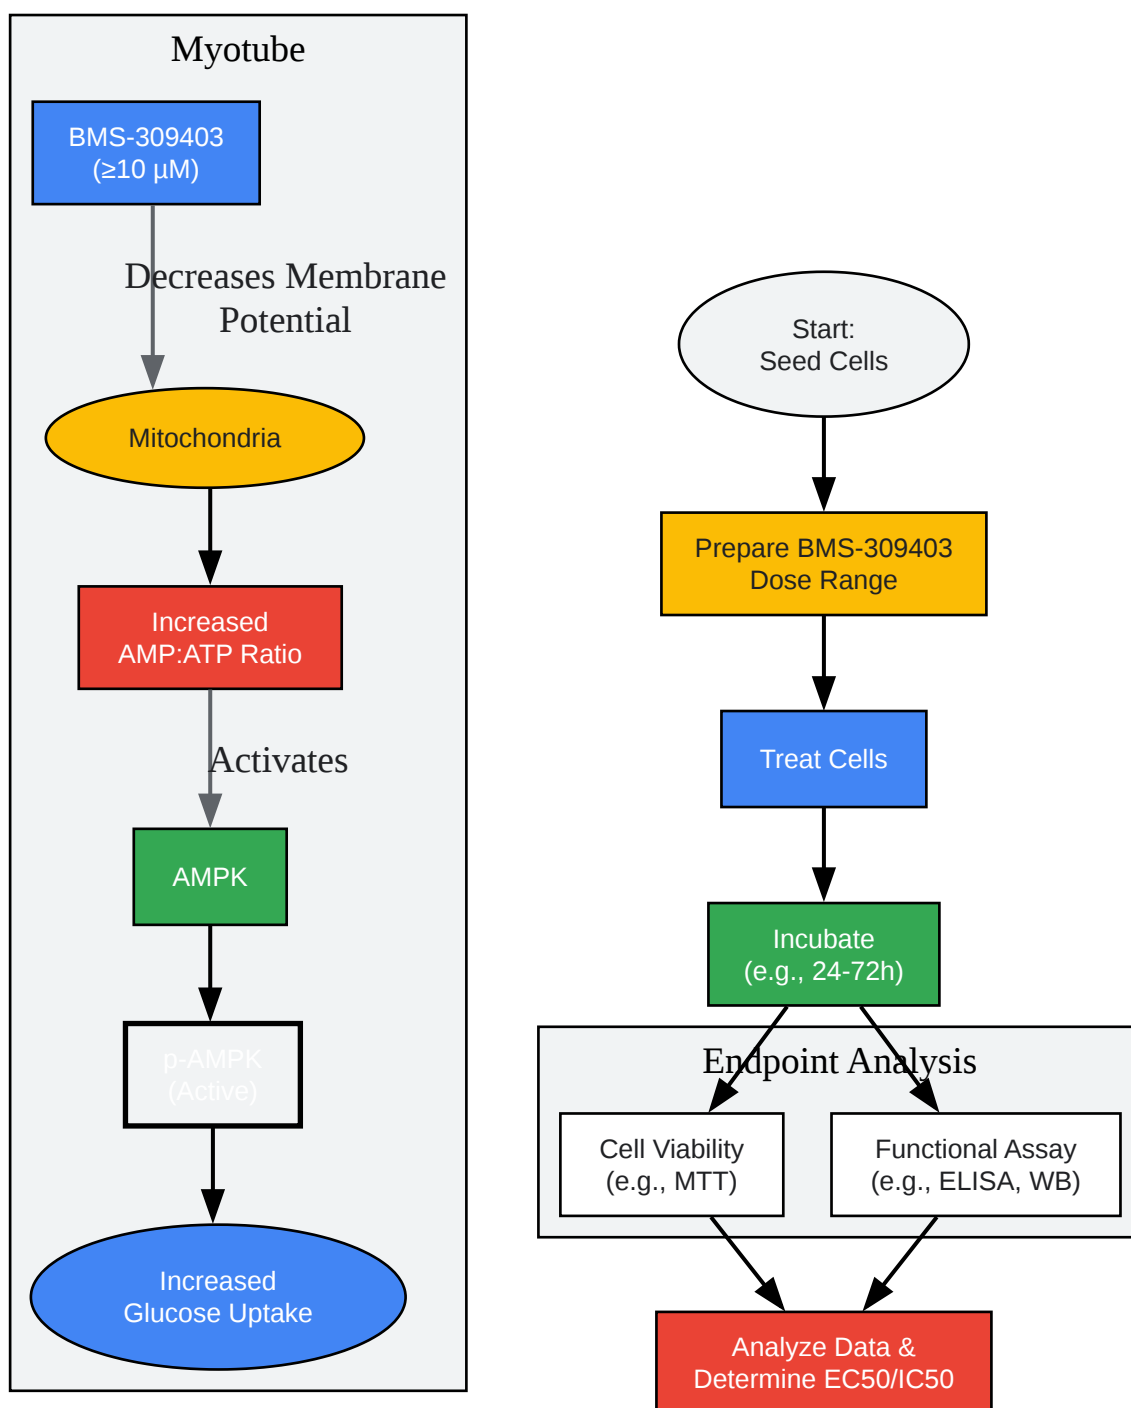 Myotube
BMS-309403
(≥10 µM)
Decreases Membrane
Potential
Mitochondria
Increased
AMP:ATP Ratio
Activates
AMPK
p-AMPK
(Active)
Increased
Glucose Uptake
Start:
Seed Cells
Prepare BMS-309403
Dose Range
Treat Cells
Incubate
(e.g., 24-72h)
Endpoint Analysis
Cell Viability
(e.g., MTT)
Functional Assay
(e.g., ELISA, WB)
Analyze Data &
Determine EC50/IC50